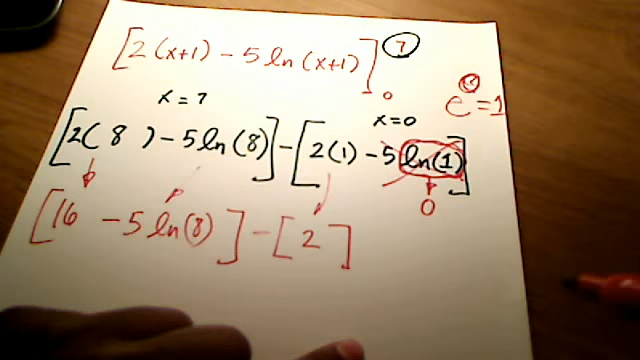 [2(x+1) - 5 ln(x+1)]₀ ⁷
x = 7
x=0
e⁰ = 1
[2( 8 ) - 5 ln(8)] - [2(1) - 5 ln(1)]
0
[16 - 5 ln(8)] - [2]